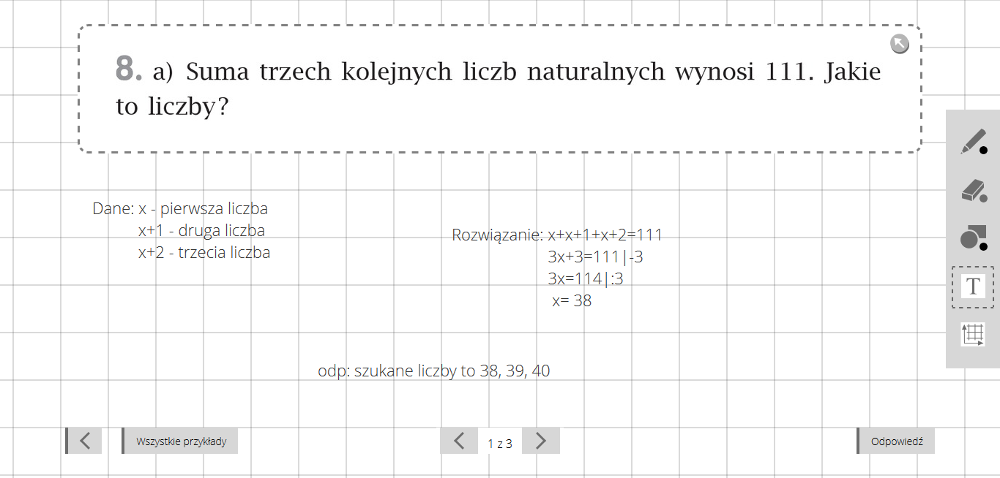 8. a) Suma trzech kolejnych liczb naturalnych wynosi 111. Jakie
to liczby?
Dane: x - pierwsza liczba
x+1 - druga liczba
x+2 - trzecia liczba
Rozwiązanie: x+x+1+x+2=111
3x+3=111|-3
3x=114|:3
x= 38
odp: szukane liczby to 38, 39, 40
T
Wszystkie przykłady
1 z 3
Odpowiedź